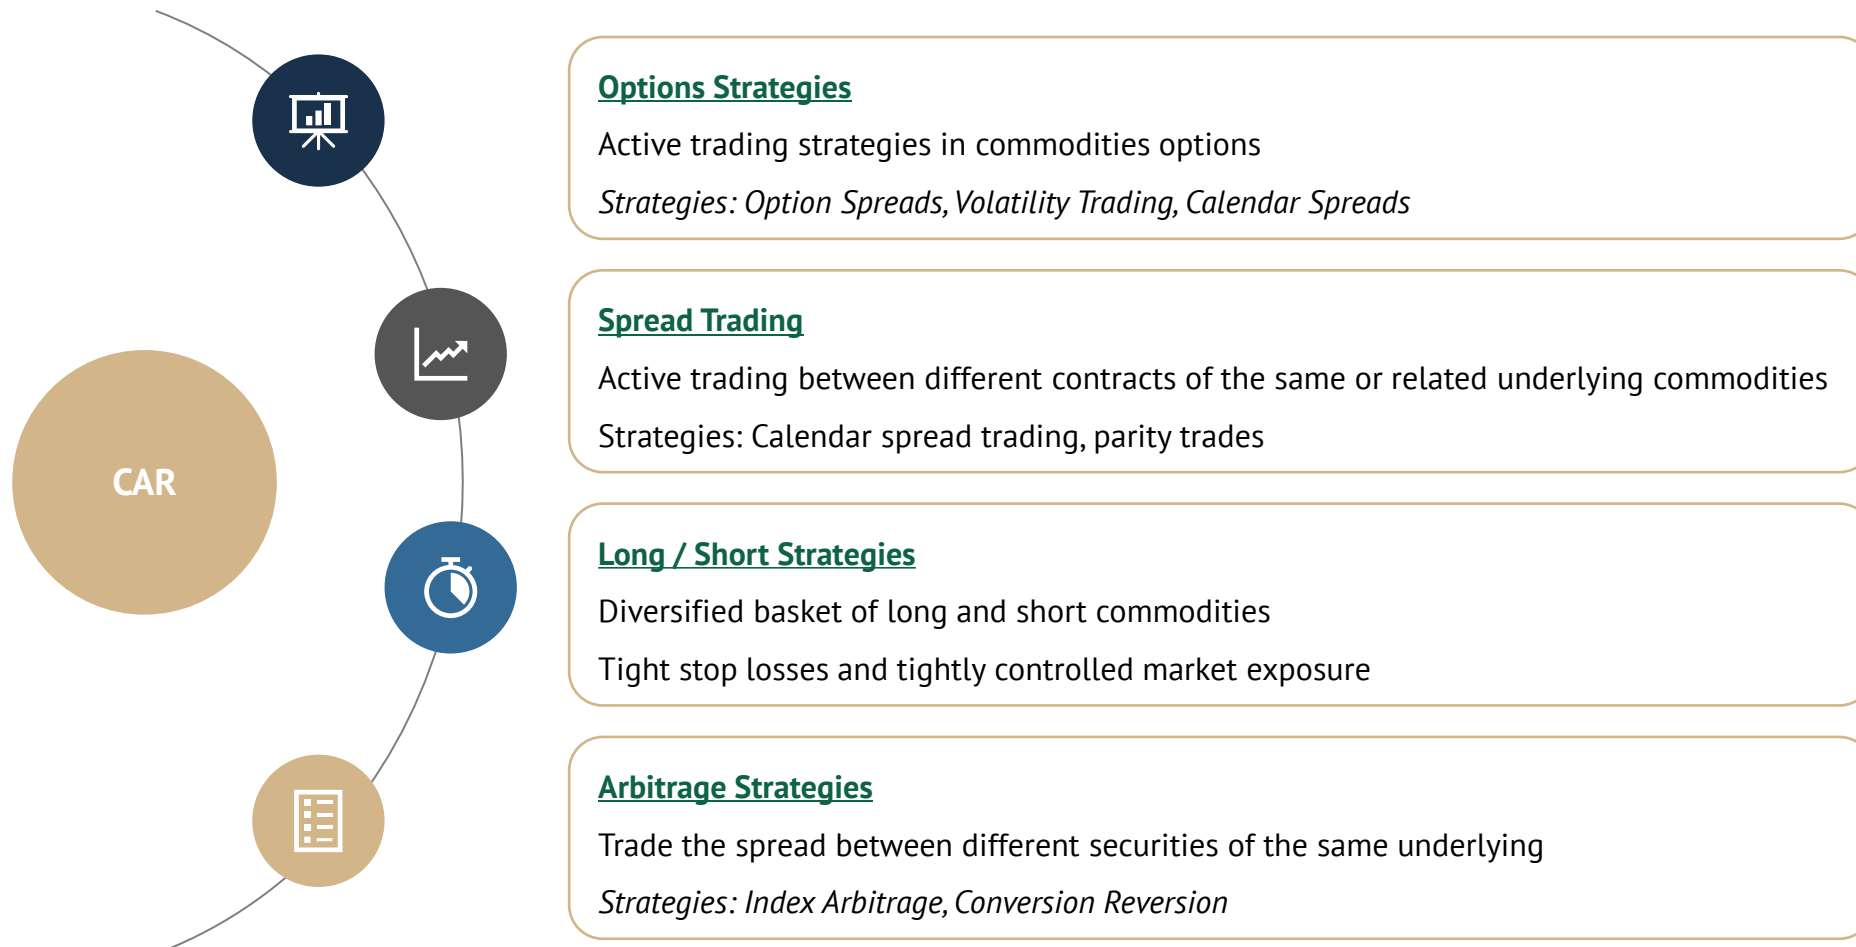 Options Strategies
Active trading strategies in commodities options
Strategies: Option Spreads, Volatility Trading, Calendar Spreads
Spread Trading
Active trading between different contracts of the same or related underlying commodities
Strategies: Calendar spread trading, parity trades
CAR
Long / Short Strategies
Diversified basket of long and short commodities
Tight stop losses and tightly controlled market exposure
Arbitrage Strategies
Trade the spread between different securities of the same underlying
Strategies: Index Arbitrage, Conversion Reversion